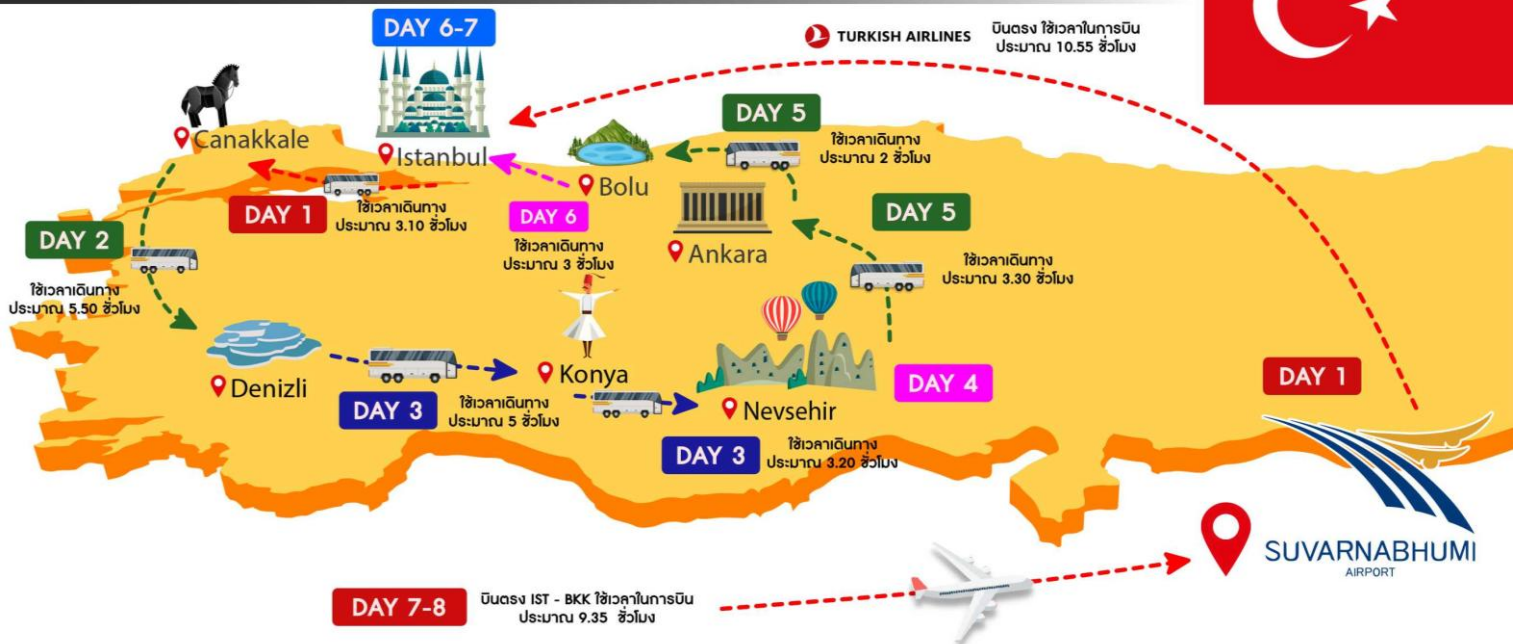 DAY 6-7
TURKISH AIRLINES
บินตรง ใช้เวลาในการบิน
ประมาณ 10.55 ชั่วโมง
Canakkale
Istanbul
DAY 5
ใช้เวลาเดินทาง
ประมาณ 2 ชั่วโมง
Bolu
DAY 1
ใช้เวลาเดินทาง
ประมาณ 3.10 ชั่วโมง
DAY 6
ใช้เวลาเดินทาง
ประมาณ 3 ชั่วโมง
Ankara
DAY 5
ใช้เวลาเดินทาง
ประมาณ 3.30 ชั่วโมง
DAY 2
ใช้เวลาเดินทาง
ประมาณ 5.50 ชั่วโมง
Denizli
DAY 3
ใช้เวลาเดินทาง
ประมาณ 5 ชั่วโมง
Konya
Nevsehir
DAY 4
DAY 3
ใช้เวลาเดินทาง
ประมาณ 3.20 ชั่วโมง
DAY 1
SUVARNABHUMI
AIRPORT
DAY 7-8
บินตรง IST - BKK ใช้เวลาในการบิน
ประมาณ 9.35 ชั่วโมง